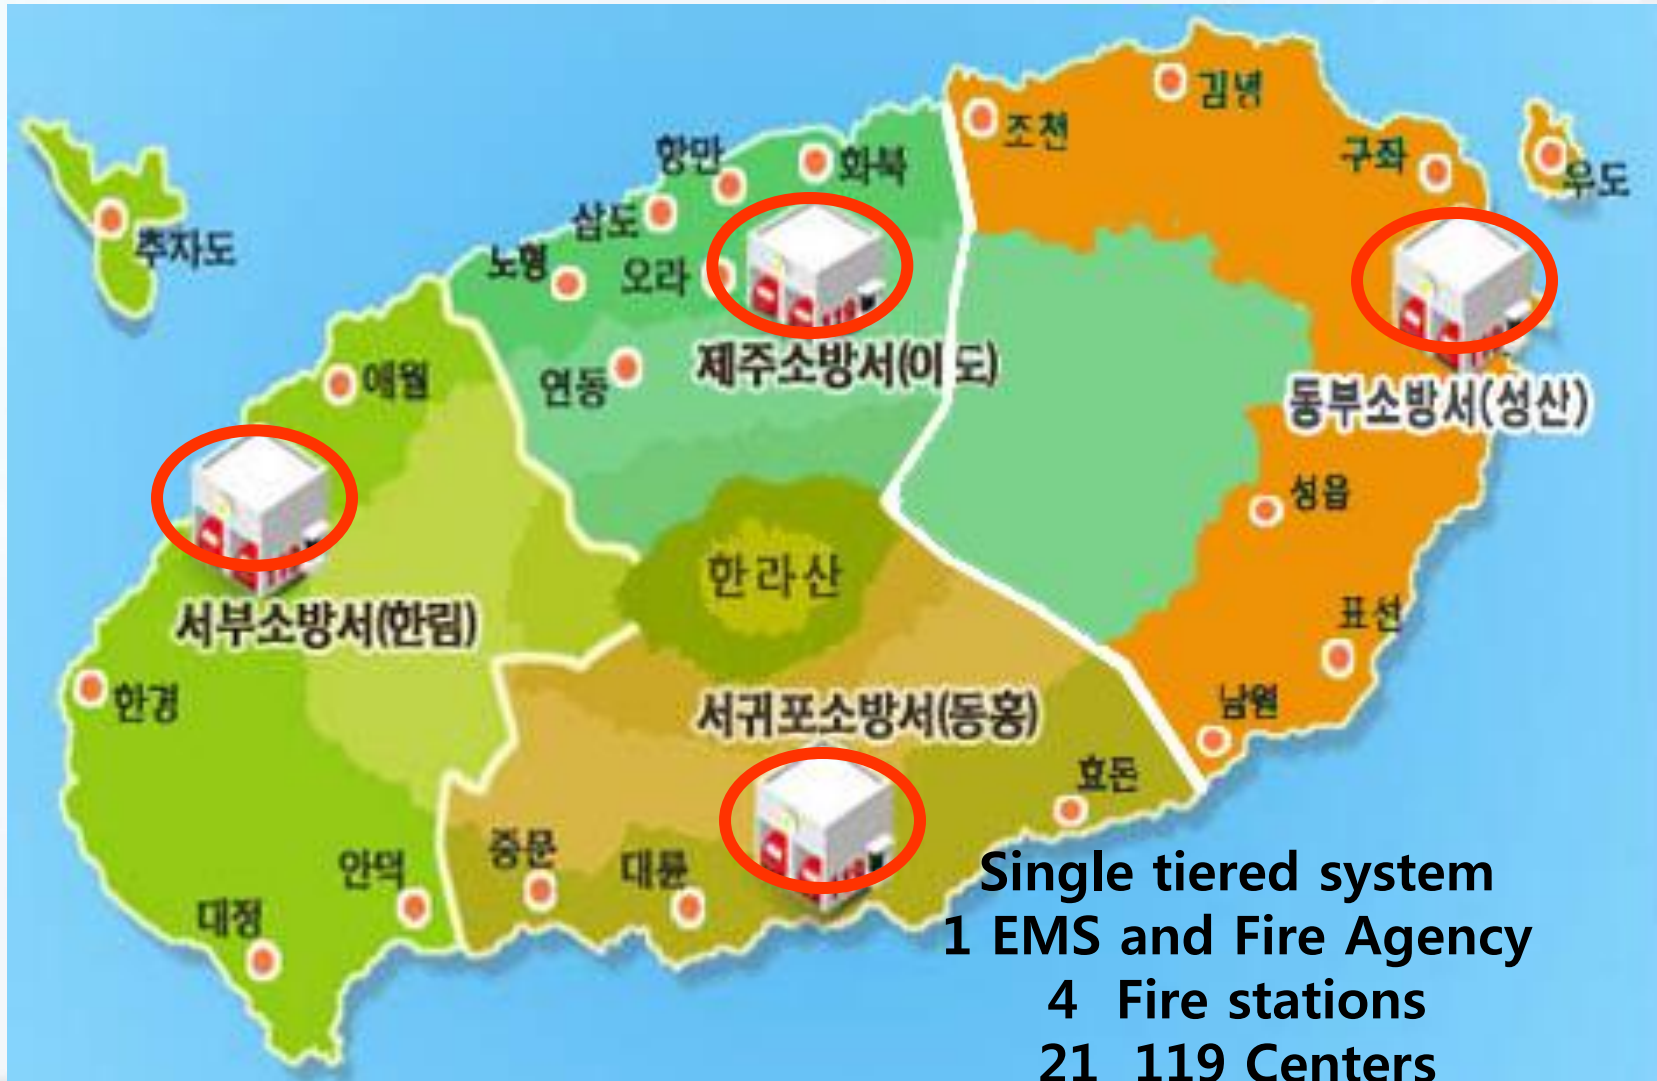 김녕
조천
항만
화북
구좌
우도
삼도
추자도
노형
오라
제주소방서(이도)
애월
연동
동부소방서(성산)
성읍
한라산
서부소방서(한림)
표선
한경
서귀포소방서(동홍)
남원
효돈
중문
대륜
안덕
대정
Single tiered system
1 EMS and Fire Agency
4 Fire stations
21 119 Centers